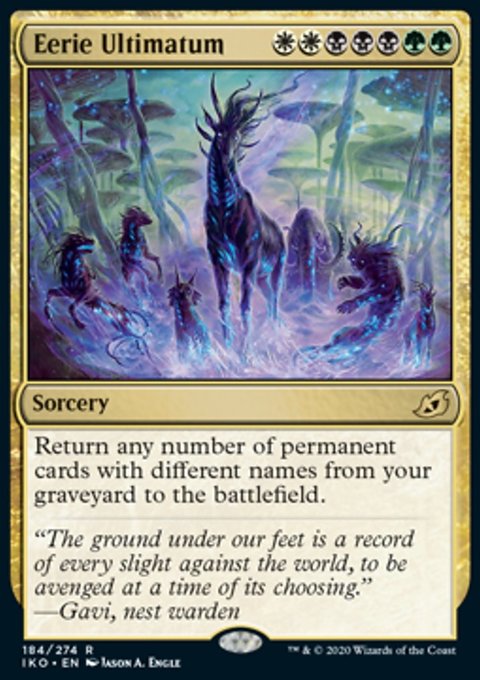 Eerie Ultimatum
Sorcery
Return any number of permanent
cards with different names from your
graveyard to the battlefield.
“The ground under our feet is a record
of every slight against the world, to be
avenged at a time of its choosing.”
—Gavi, nest warden
184/274 R
IKO • EN Jason A. Engle
™ & © 2020 Wizards of the Coast